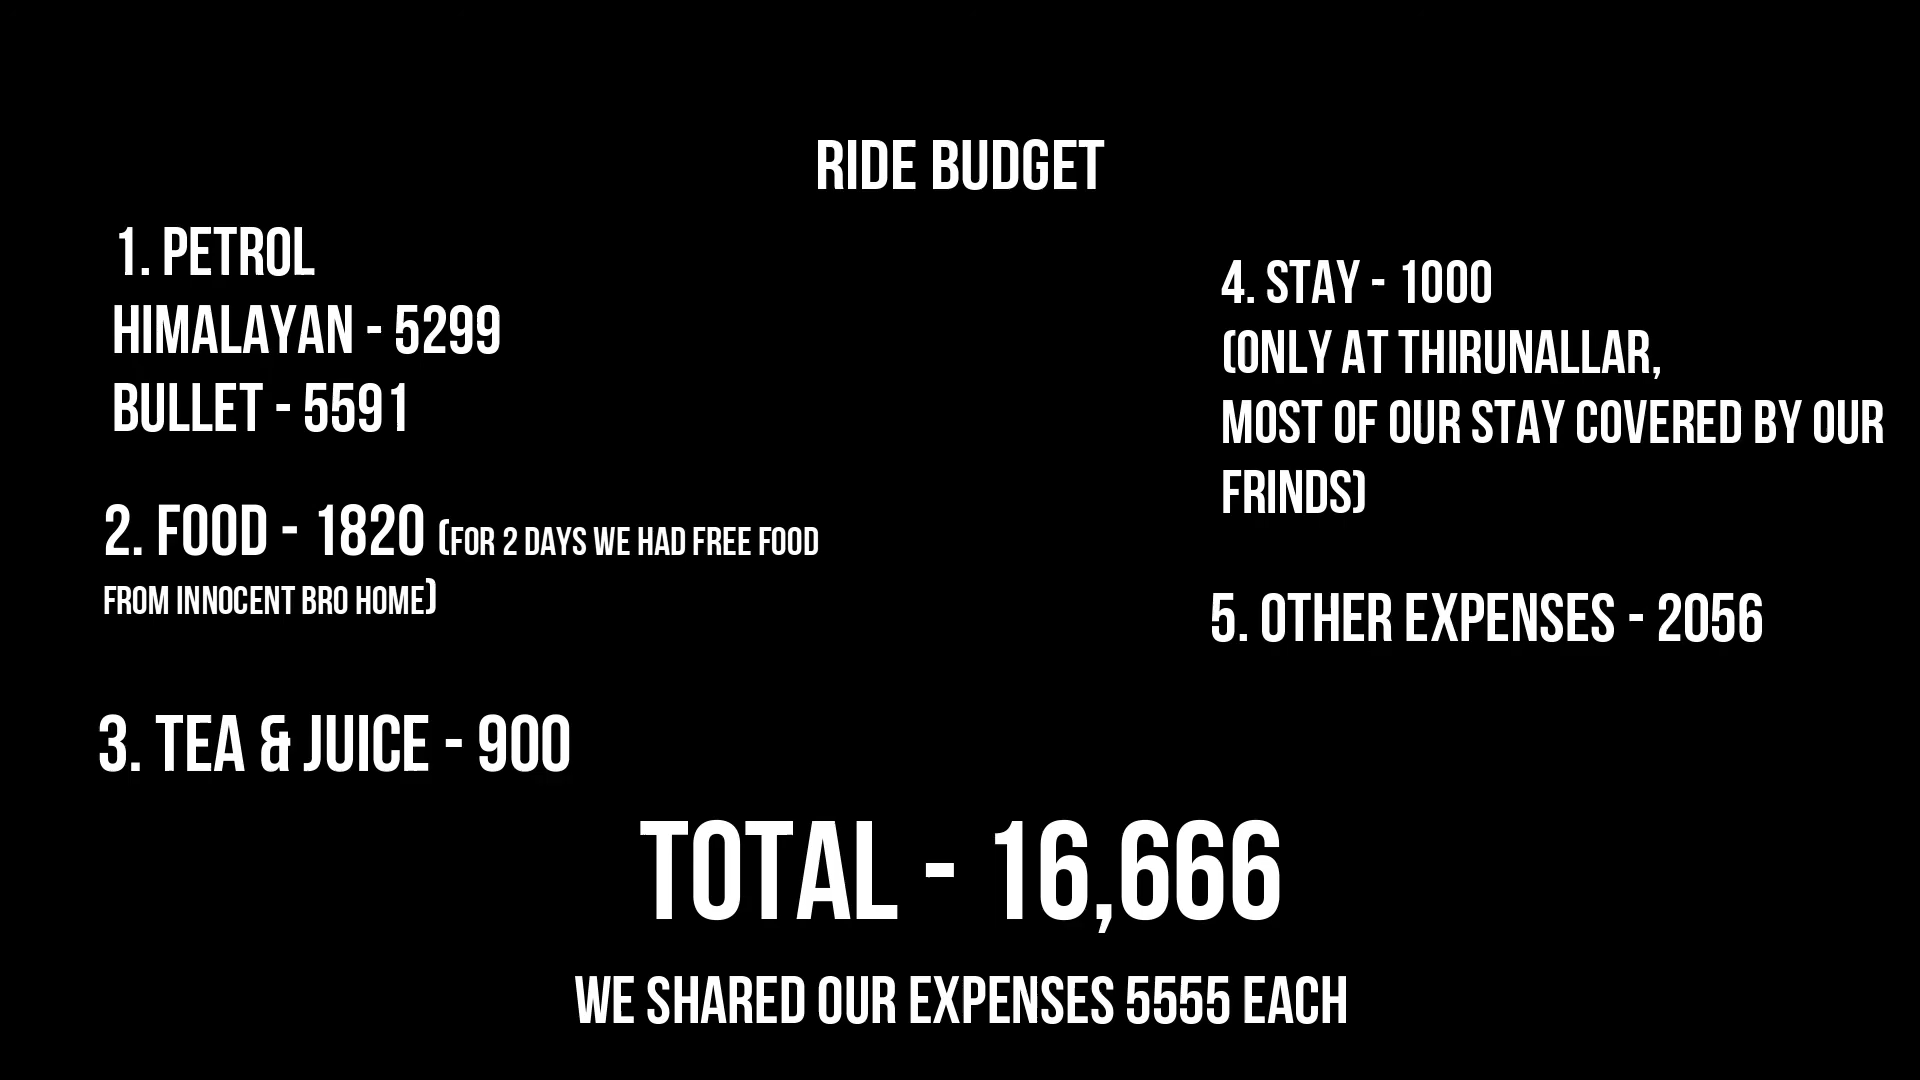 RIDE BUDGET
1. PETROL
HIMALAYAN - 5299
BULLET - 5591
2. FOOD - 1820 (FOR 2 DAYS WE HAD FREE FOOD
FROM INNOCENT BRO HOME)
3. TEA & JUICE - 900
4. STAY - 1000
(ONLY AT THIRUNALLAR,
MOST OF OUR STAY COVERED BY OUR
FRINDS)
5. OTHER EXPENSES - 2056
TOTAL - 16,666
WE SHARED OUR EXPENSES 5555 EACH